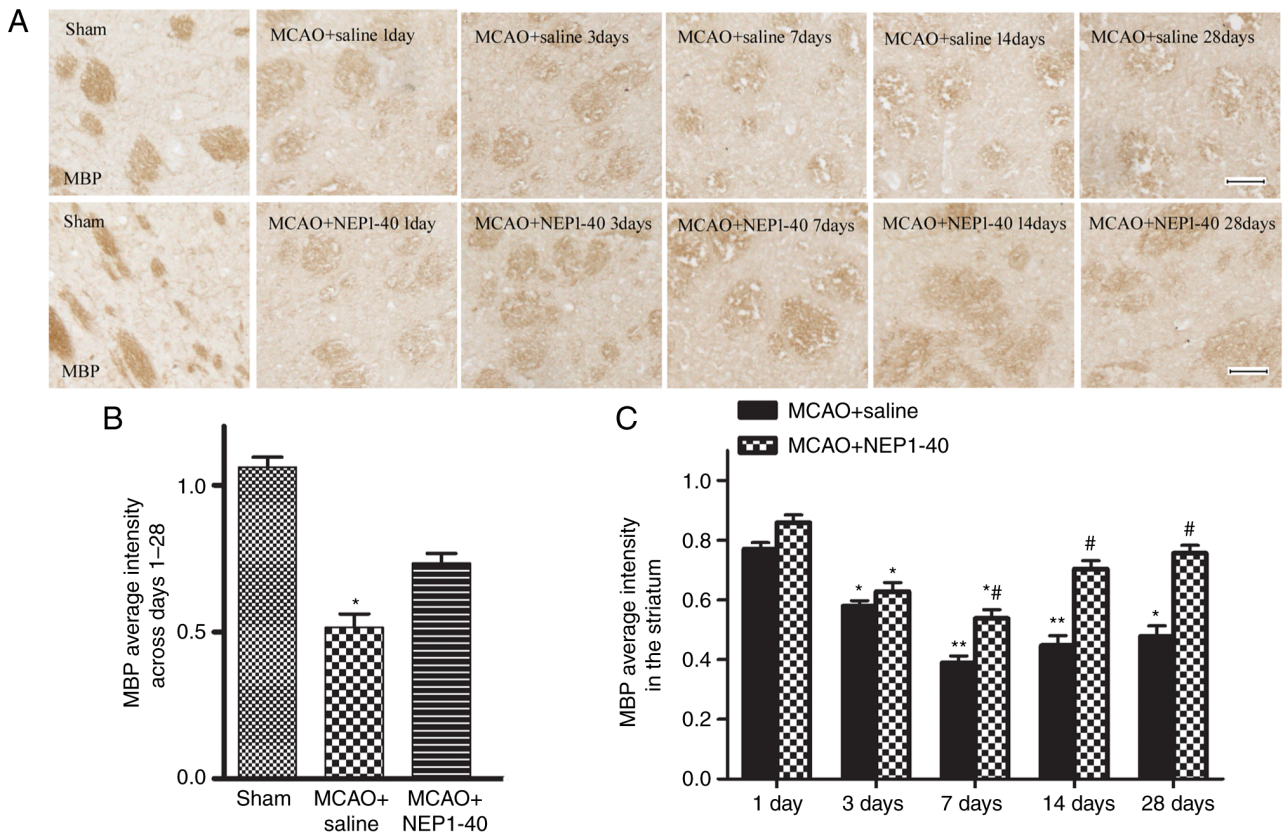 A
Sham
MCAO+saline 1day
MCAO+saline 3days
MCAO+saline 7days
MCAO+saline 14days
MCAO+saline 28days
MBP
Sham
MCAO+NEP1-40 1day
MCAO+NEP1-40 3days
MCAO+NEP1-40 7days
MCAO+NEP1-40 14days
MCAO+NEP1-40 28days
MBP
B
MBP average intensity
across days 1–28
1.0
0.5
0.0
*
Sham
MCAO+
saline
MCAO+
NEP1-40
C
MCAO+saline
MCAO+NEP1-40
MBP average intensity
in the striatum
1.0
0.8
0.6
0.4
0.2
0.0
*
*
**
*#
**
#
*
#
1 day
3 days
7 days
14 days
28 days